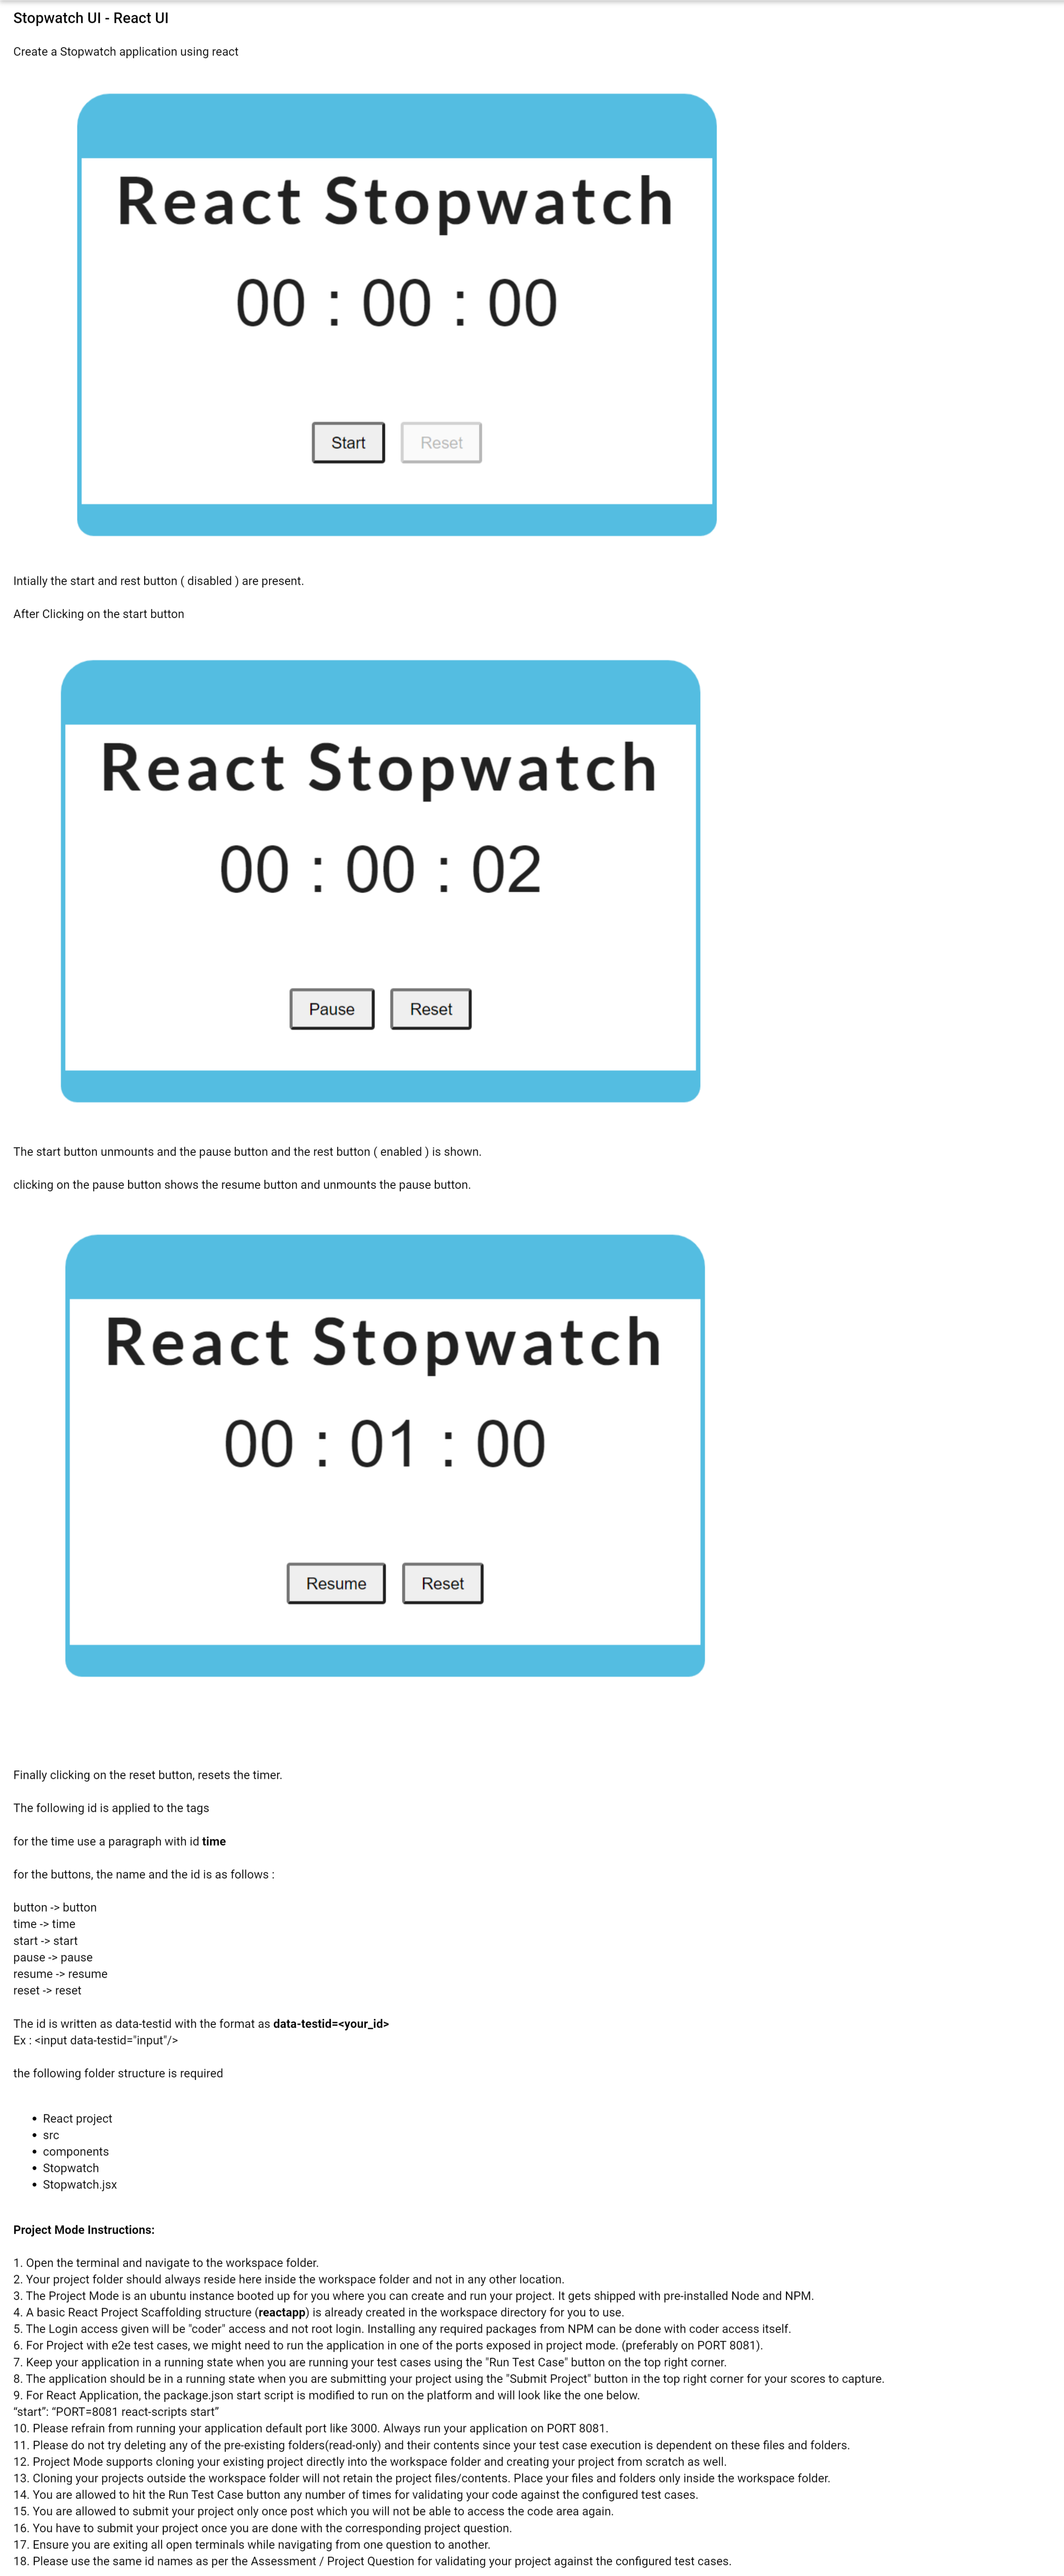 Stopwatch UI - React UI
Create a Stopwatch application using react
React Stopwatch
00 : 00 : 00
Start Reset
Intially the start and rest button ( disabled ) are present.
After Clicking on the start button
React Stopwatch
00 : 00 : 02
Pause Reset
The start button unmounts and the pause button and the rest button ( enabled ) is shown.
clicking on the pause button shows the resume button and unmounts the pause button.
React Stopwatch
00 : 01 : 00
Resume Reset
Finally clicking on the reset button, resets the timer.
The following id is applied to the tags
for the time use a paragraph with id time
for the buttons, the name and the id is as follows :
button -> button
time -> time
start -> start
pause -> pause
resume -> resume
reset -> reset
The id is written as data-testid with the format as data-testid=<your_id>
Ex : <input data-testid="input"/>
the following folder structure is required
• React project
• src
• components
• Stopwatch
• Stopwatch.jsx
Project Mode Instructions:
1. Open the terminal and navigate to the workspace folder.
2. Your project folder should always reside here inside the workspace folder and not in any other location.
3. The Project Mode is an ubuntu instance booted up for you where you can create and run your project. It gets shipped with pre-installed Node and NPM.
4. A basic React Project Scaffolding structure (reactapp) is already created in the workspace directory for you to use.
5. The Login access given will be "coder" access and not root login. Installing any required packages from NPM can be done with coder access itself.
6. For Project with e2e test cases, we might need to run the application in one of the ports exposed in project mode. (preferably on PORT 8081).
7. Keep your application in a running state when you are running your test cases using the "Run Test Case" button on the top right corner.
8. The application should be in a running state when you are submitting your project using the "Submit Project" button in the top right corner for your scores to capture.
9. For React Application, the package.json start script is modified to run on the platform and will look like the one below.
“start”: “PORT=8081 react-scripts start”
10. Please refrain from running your application default port like 3000. Always run your application on PORT 8081.
11. Please do not try deleting any of the pre-existing folders(read-only) and their contents since your test case execution is dependent on these files and folders.
12. Project Mode supports cloning your existing project directly into the workspace folder and creating your project from scratch as well.
13. Cloning your projects outside the workspace folder will not retain the project files/contents. Place your files and folders only inside the workspace folder.
14. You are allowed to hit the Run Test Case button any number of times for validating your code against the configured test cases.
15. You are allowed to submit your project only once post which you will not be able to access the code area again.
16. You have to submit your project once you are done with the corresponding project question.
17. Ensure you are exiting all open terminals while navigating from one question to another.
18. Please use the same id names as per the Assessment / Project Question for validating your project against the configured test cases.